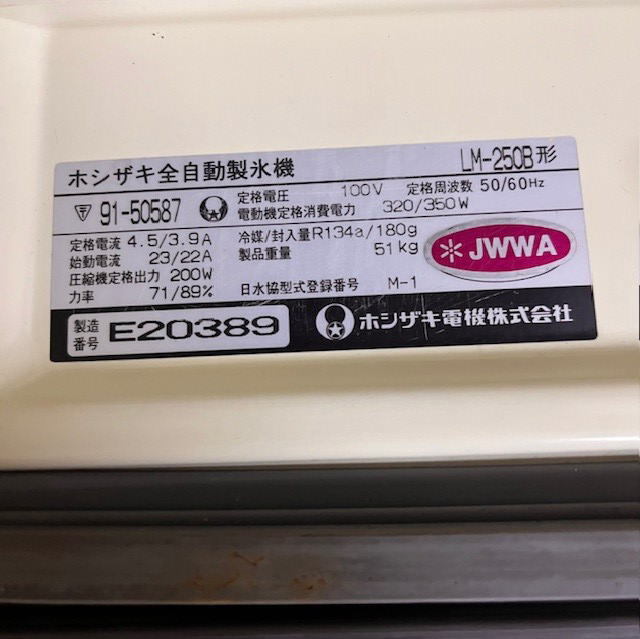 ホシザキ全自動製氷機 LM-250B形
〒 91-50587 定格電圧 100V 定格周波数 50/60Hz
電動機定格消費電力 320/350W
定格電流 4.5/3.9A 冷媒/封入量R134a/180g
始動電流 23/22A 製品重量 51kg
圧縮機定格出力 200W
力率 71/89% 日水協型式登録番号 M-1
JWWA
製造番号 E20389 ホシザキ電機株式会社